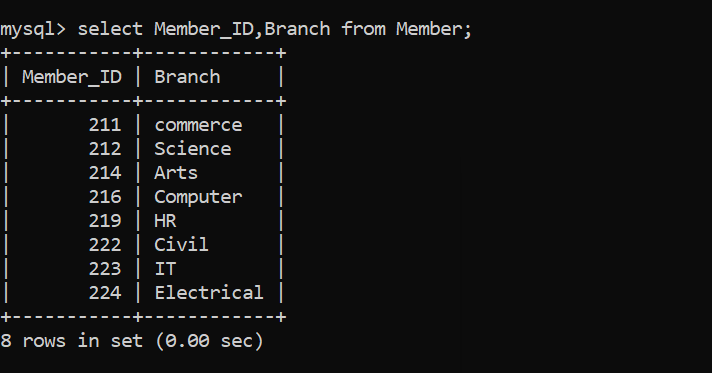 mysql> select Member_ID,Branch from Member;
+-----------+------------+
| Member_ID | Branch     |
+-----------+------------+
|       211 | commerce   |
|       212 | Science    |
|       214 | Arts       |
|       216 | Computer   |
|       219 | HR         |
|       222 | Civil      |
|       223 | IT         |
|       224 | Electrical |
+-----------+------------+
8 rows in set (0.00 sec)